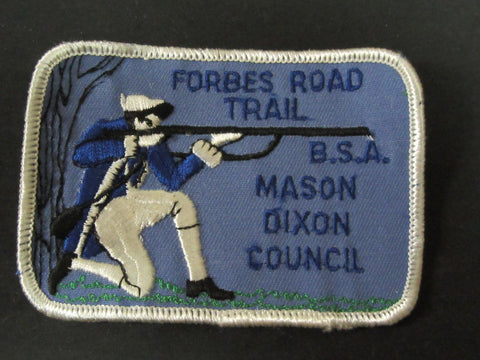 FORBES ROAD
TRAIL
B.S.A.
MASON
DIXON
COUNCIL